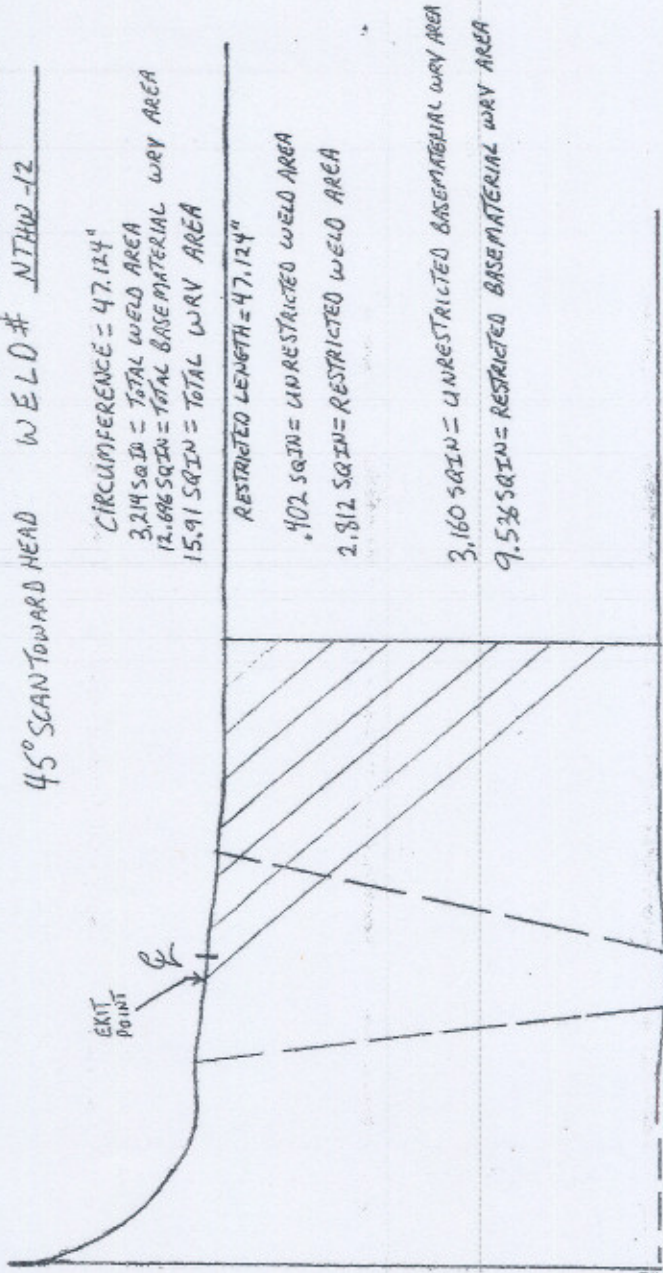 45° SCAN TOWARD HEAD WELD # NTHW-12
CIRCUMFERENCE = 47.124"
3.214 SQIN = TOTAL WELD AREA
12.696 SQIN = TOTAL BASEMATERIAL WRV AREA
15.91 SQIN = TOTAL WRV AREA
RESTRICTED LENGTH = 47.124"
.402 SQIN = UNRESTRICTED WELD AREA
2.812 SQIN = RESTRICTED WELD AREA
3.160 SQIN = UNRESTRICTED BASEMATERIAL WRV AREA
9.536 SQIN = RESTRICTED BASEMATERIAL WRV AREA
EXIT
POINT
℄